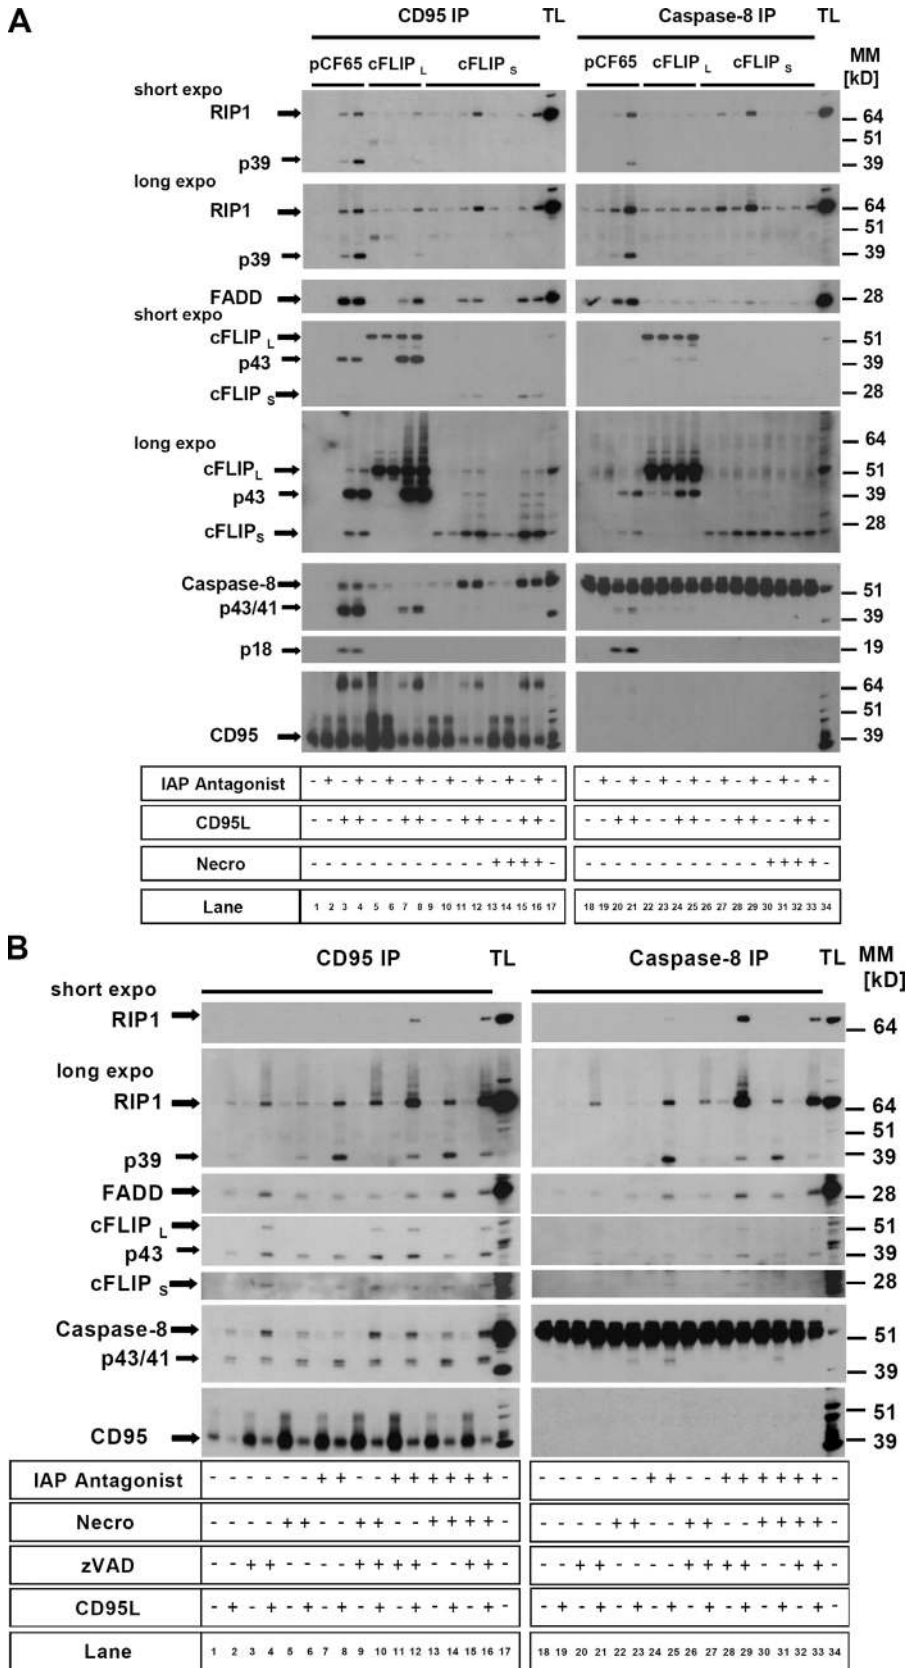 A
CD95 IP TL Caspase-8 IP TL
MM
[kD]
pCF65 cFLIP L cFLIP S pCF65 cFLIP L cFLIP S
short expo
RIP1 64
51
p39 39
long expo
RIP1 64
51
p39 39
FADD 28
short expo
cFLIP L 51
p43 39
cFLIP S 28
64
long expo
cFLIP L 51
p43 39
28
cFLIP S
Caspase-8 51
p43/41 39
p18 19
64
51
CD95 39
IAP Antagonist - + - + - + - + - + - + - + - + - - + - + - + - + - + - + - + - + -
CD95L - - + + - - + + - - + + - - + + - - - + + - - + + - - + + - - + + -
Necro - - - - - - - - - - - - + + + + - - - - - - - - - - - - - + + + + -
Lane 1 2 3 4 5 6 7 8 9 10 11 12 13 14 15 16 17 18 19 20 21 22 23 24 25 26 27 28 29 30 31 32 33 34
B
CD95 IP TL Caspase-8 IP TL MM
[kD]
short expo
RIP1 64
long expo
RIP1 64
51
p39 39
FADD 28
cFLIP L 51
p43 39
cFLIP S 28
Caspase-8 51
p43/41 39
51
CD95 39
IAP Antagonist - - - - - - + + - - + + + + + + - - - - - - - + + - - + + + + + + -
Necro - - - - + + - - + + - - + + + + - - - - - + + - - + + - - + + + + -
zVAD - - + + - - - - + + + + - - + + - - - + + - - - - + + + + - - + + -
CD95L - + - + - + - + - + - + - + - + - - + - + - + - + - + - + - + - + -
Lane 1 2 3 4 5 6 7 8 9 10 11 12 13 14 15 16 17 18 19 20 21 22 23 24 25 26 27 28 29 30 31 32 33 34